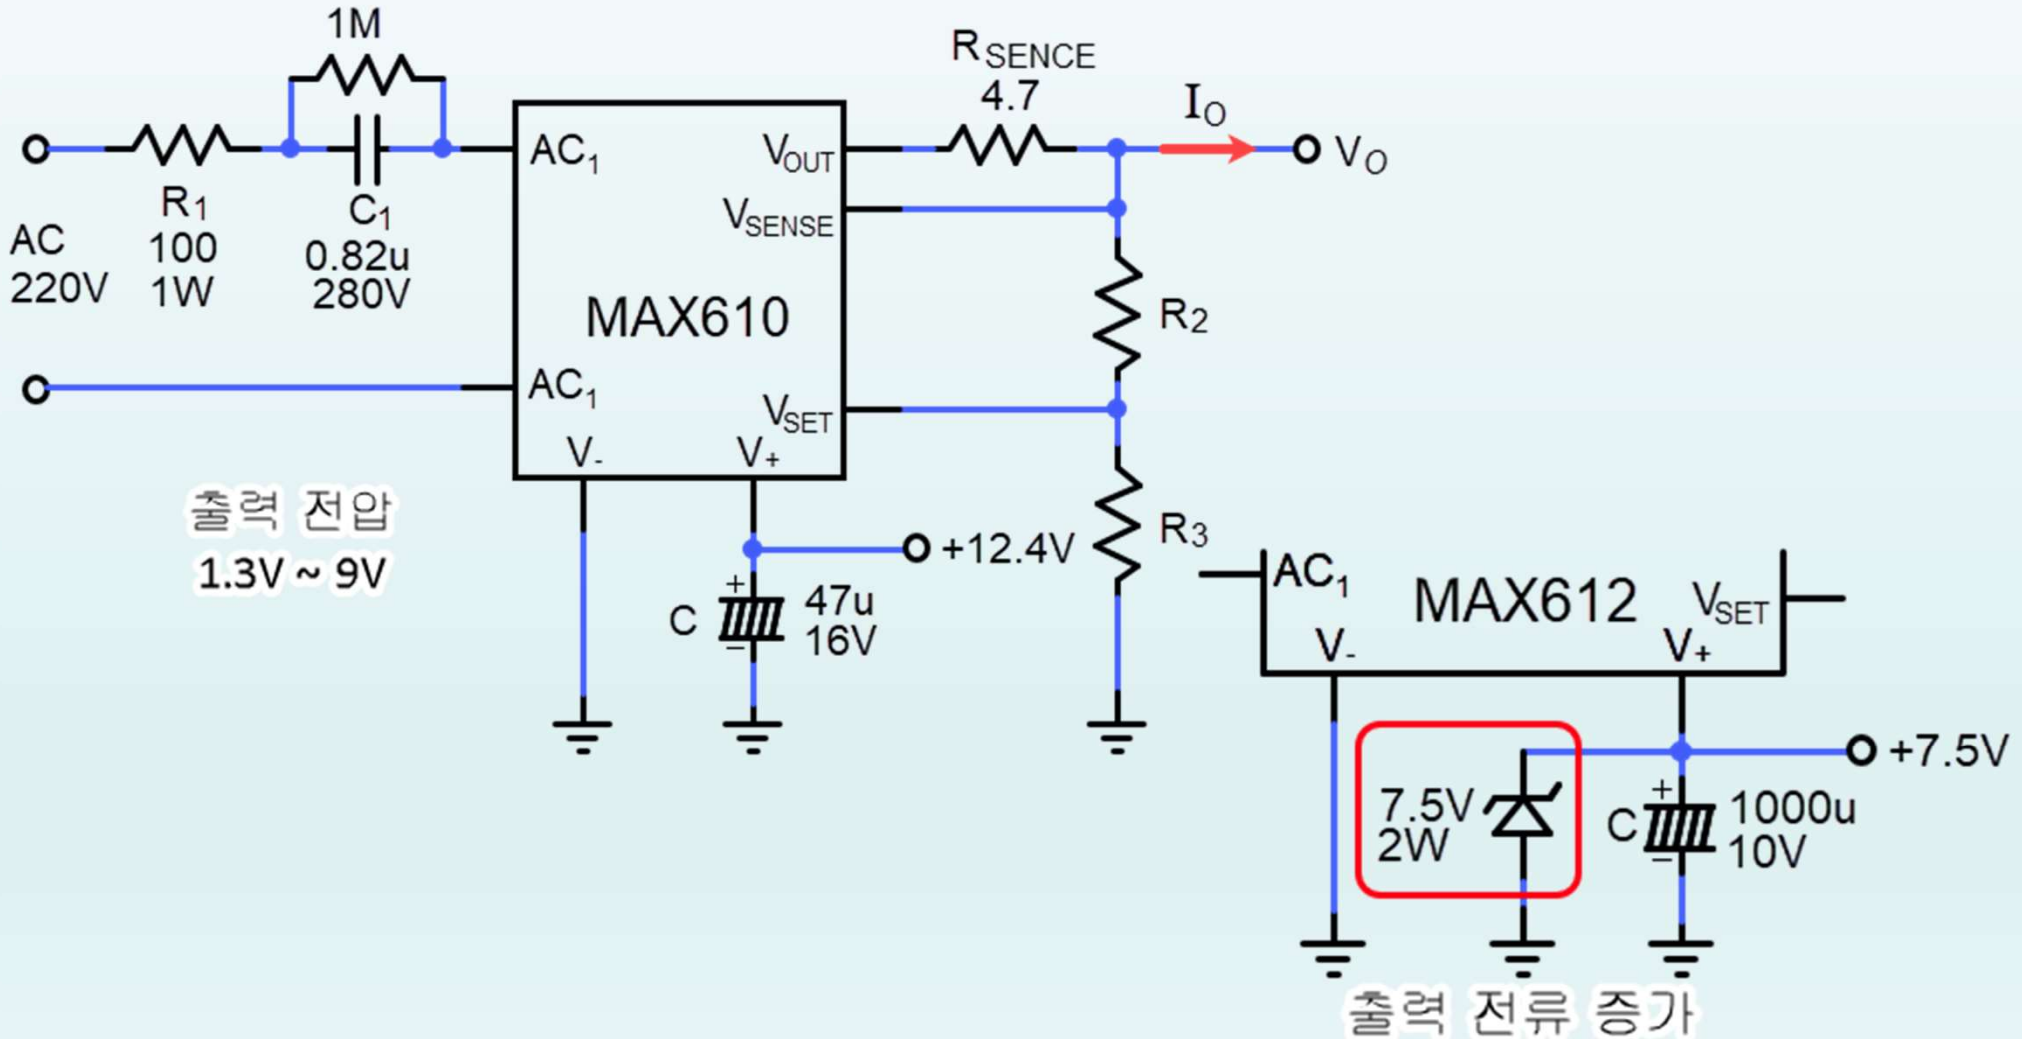 1M
R1
100
1W
C1
0.82u
280V
AC
220V
AC1
AC1
MAX610
VOUT
VSENSE
VSET
V-
V+
RSENCE
4.7
IO
VO
R2
R3
출력 전압
1.3V ~ 9V
+12.4V
+
C
-
47u
16V
AC1
MAX612
VSET
V-
V+
+7.5V
7.5V
2W
+
C
-
1000u
10V
출력 전류 증가